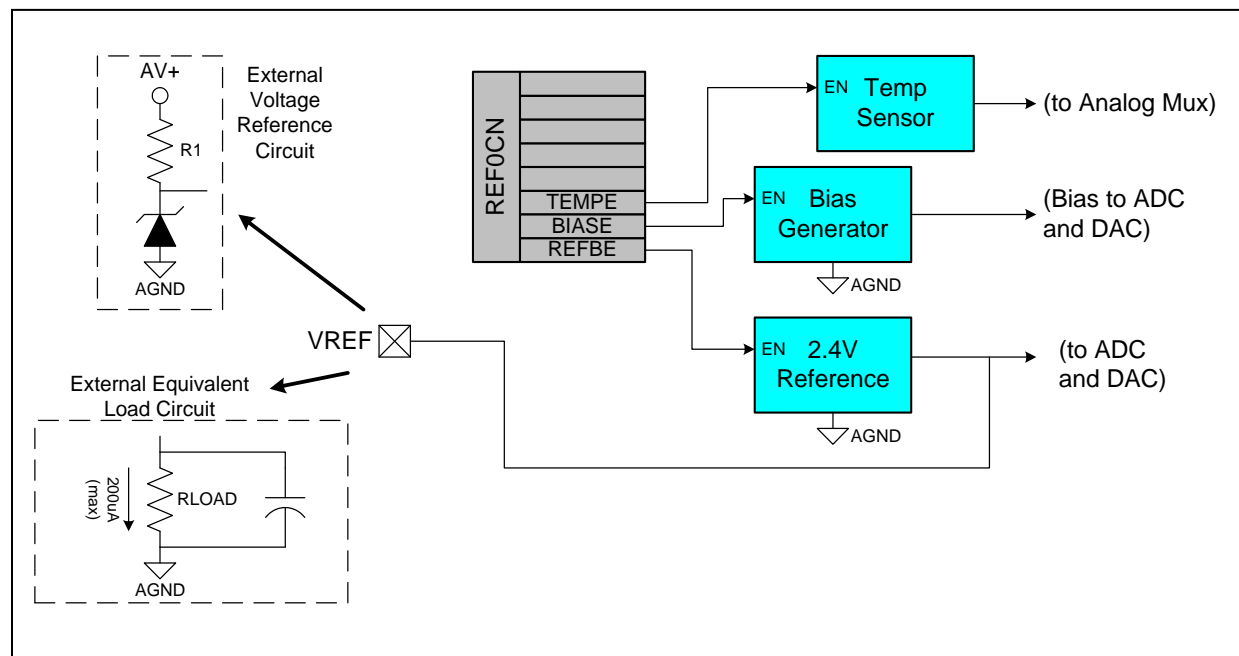 AV+
R1
AGND
External
Voltage
Reference
Circuit
REF0CN
TEMPE
BIASE
REFBE
EN
Temp
Sensor
(to Analog Mux)
EN
Bias
Generator
AGND
(Bias to ADC
and DAC)
VREF
EN
2.4V
Reference
AGND
(to ADC
and DAC)
External Equivalent
Load Circuit
200uA
(max)
RLOAD
AGND